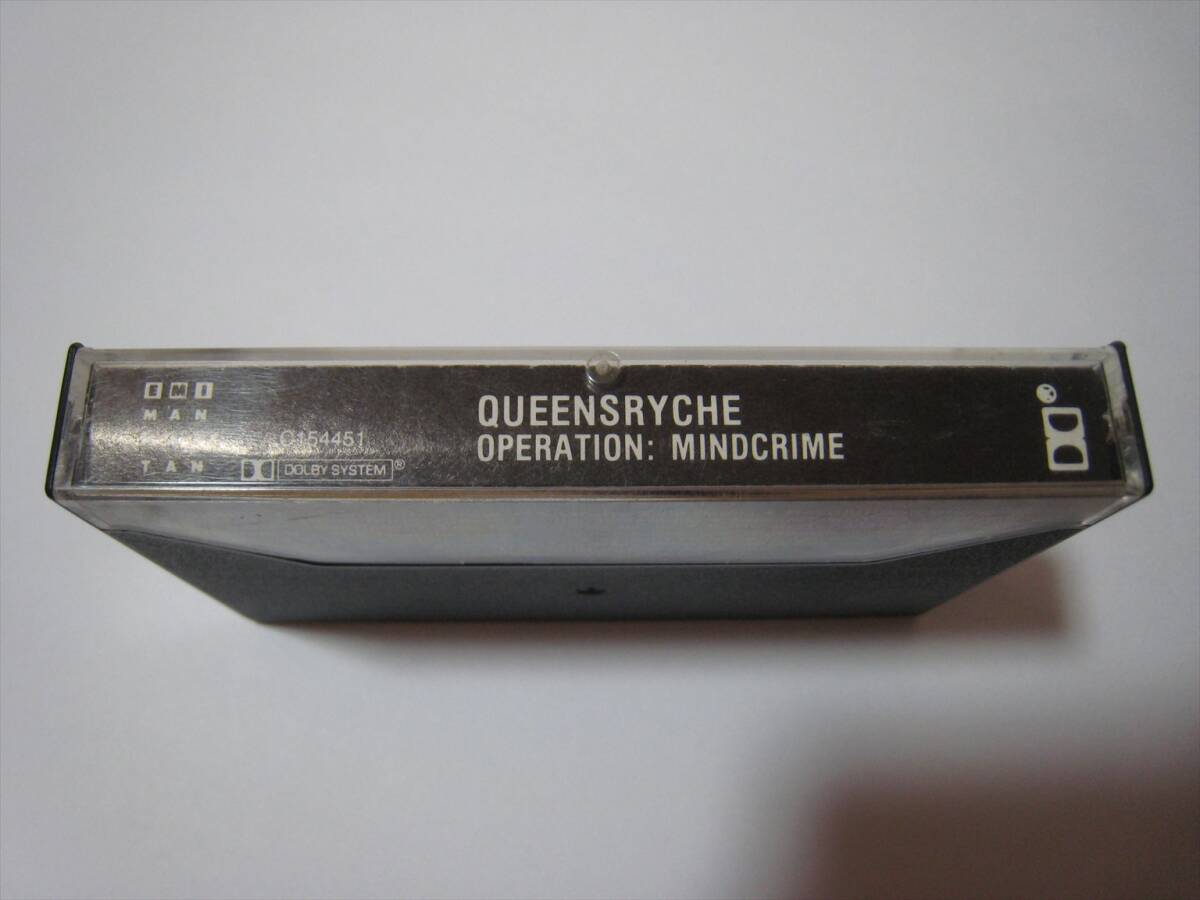 EMI
MAN
TAN
C154451
DOLBY SYSTEM®
QUEENSRYCHE
OPERATION: MINDCRIME